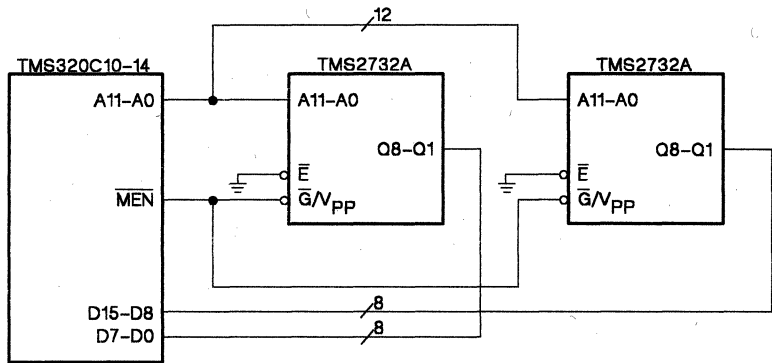 12
TMS320C10-14
TMS2732A
TMS2732A
A11-A0
A11-A0
A11-A0
Q8-Q1
Q8-Q1
E̅
E̅
M̅E̅N̅
G̅/VPP
G̅/VPP
D15-D8
8
D7-D0
8